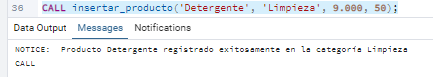 36 CALL insertar_producto('Detergente', 'Limpieza', 9.000, 50);
Data Output Messages Notifications
NOTICE:  Producto Detergente registrado exitosamente en la categoría Limpieza
CALL